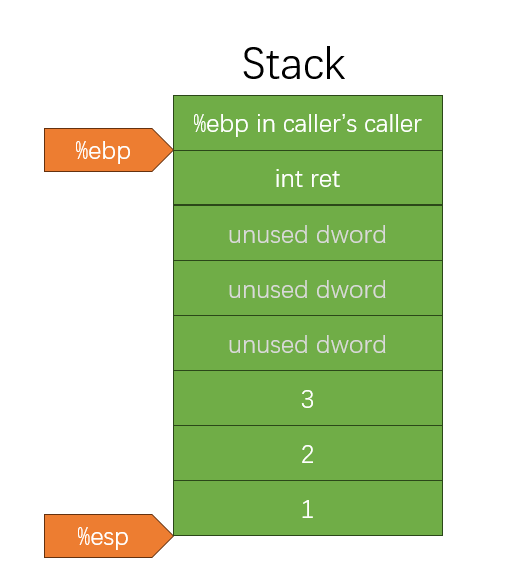 Stack
%ebp in caller's caller
%ebp
int ret
unused dword
unused dword
unused dword
3
2
1
%esp